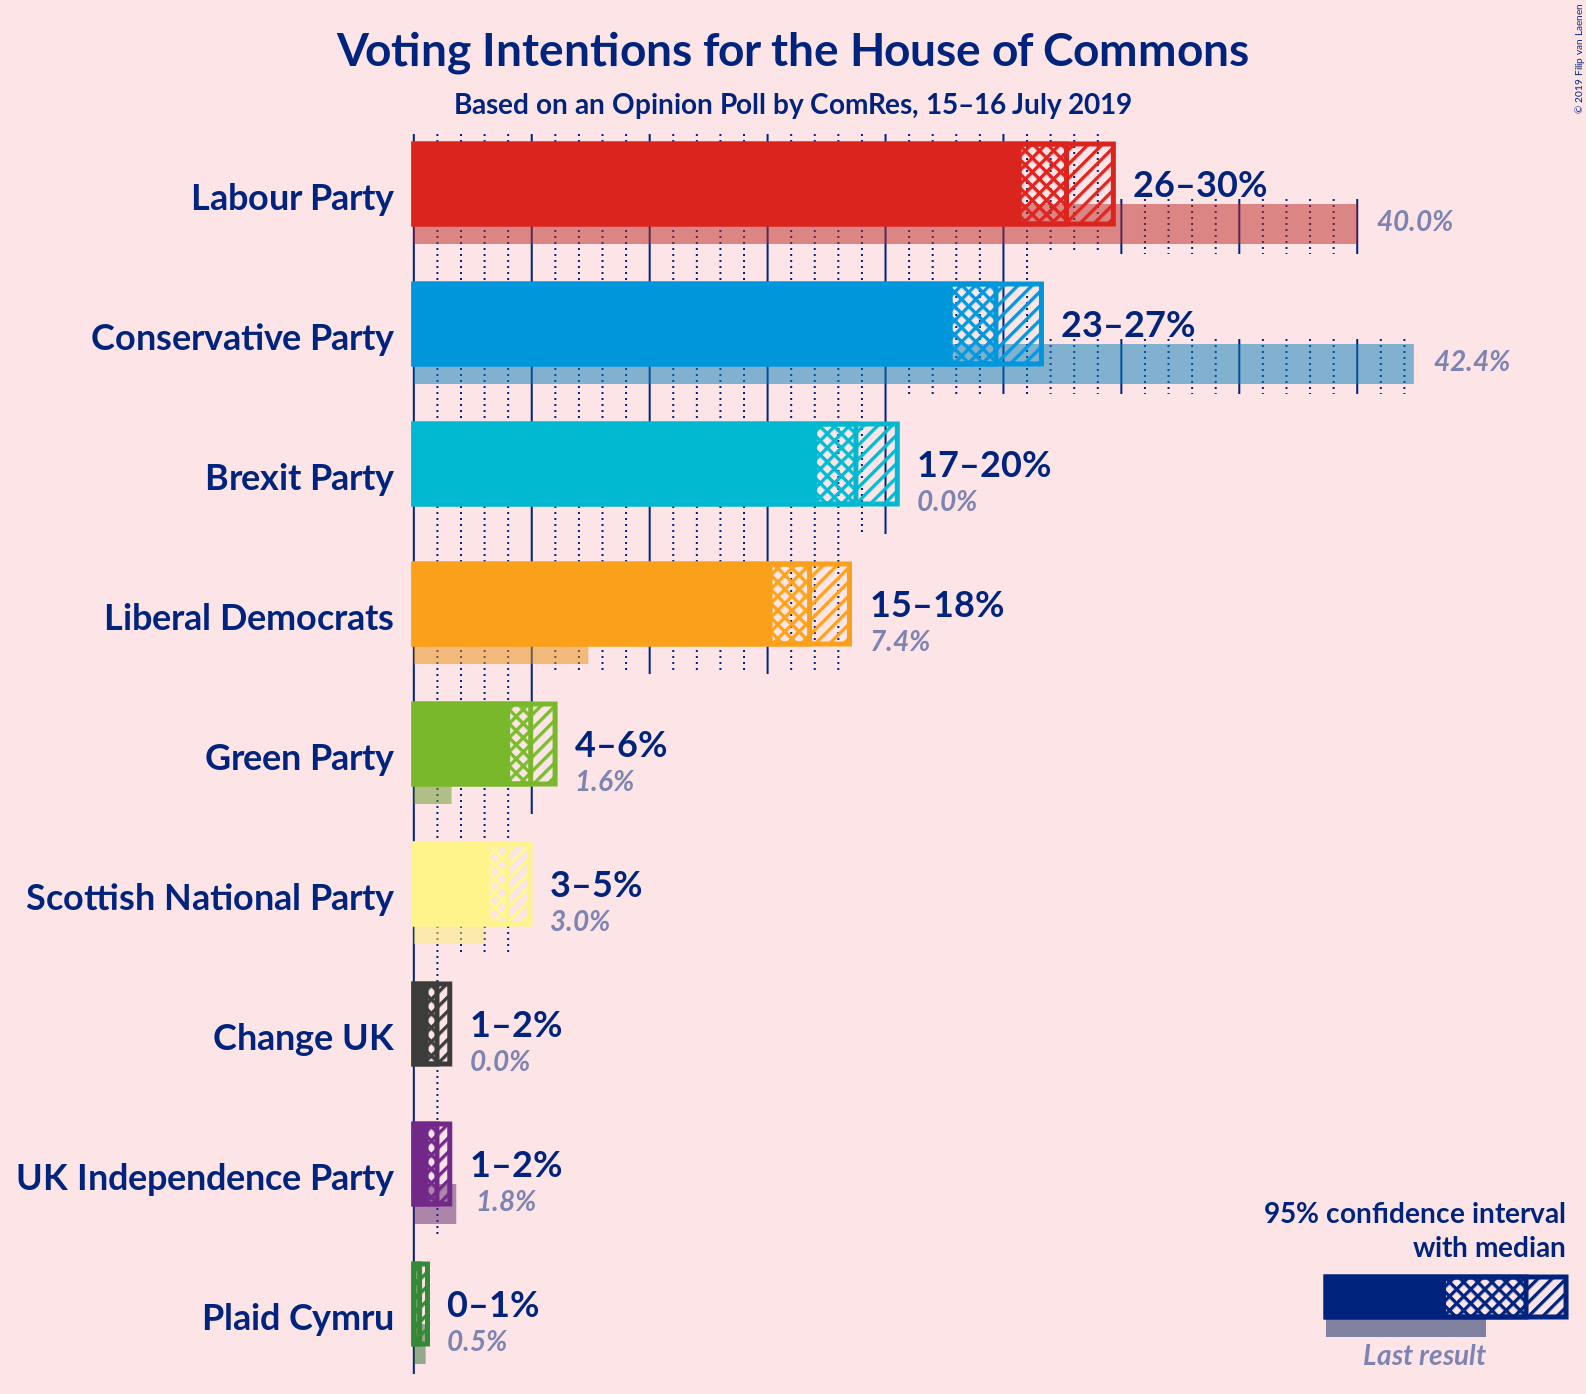 Voting Intentions for the House of Commons
Based on an Opinion Poll by ComRes, 15–16 July 2019
© 2019 Filip van Laenen
Labour Party
26–30%
40.0%
Conservative Party
23–27%
42.4%
Brexit Party
17–20%
0.0%
Liberal Democrats
15–18%
7.4%
Green Party
4–6%
1.6%
Scottish National Party
3–5%
3.0%
Change UK
1–2%
0.0%
UK Independence Party
1–2%
1.8%
Plaid Cymru
0–1%
0.5%
95% confidence interval
with median
Last result